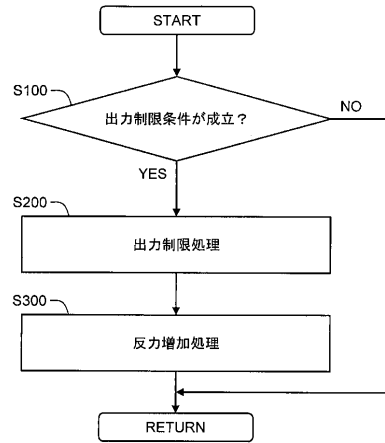 START
S100
出力制限条件が成立？
NO
YES
S200
出力制限処理
S300
反力増加処理
RETURN